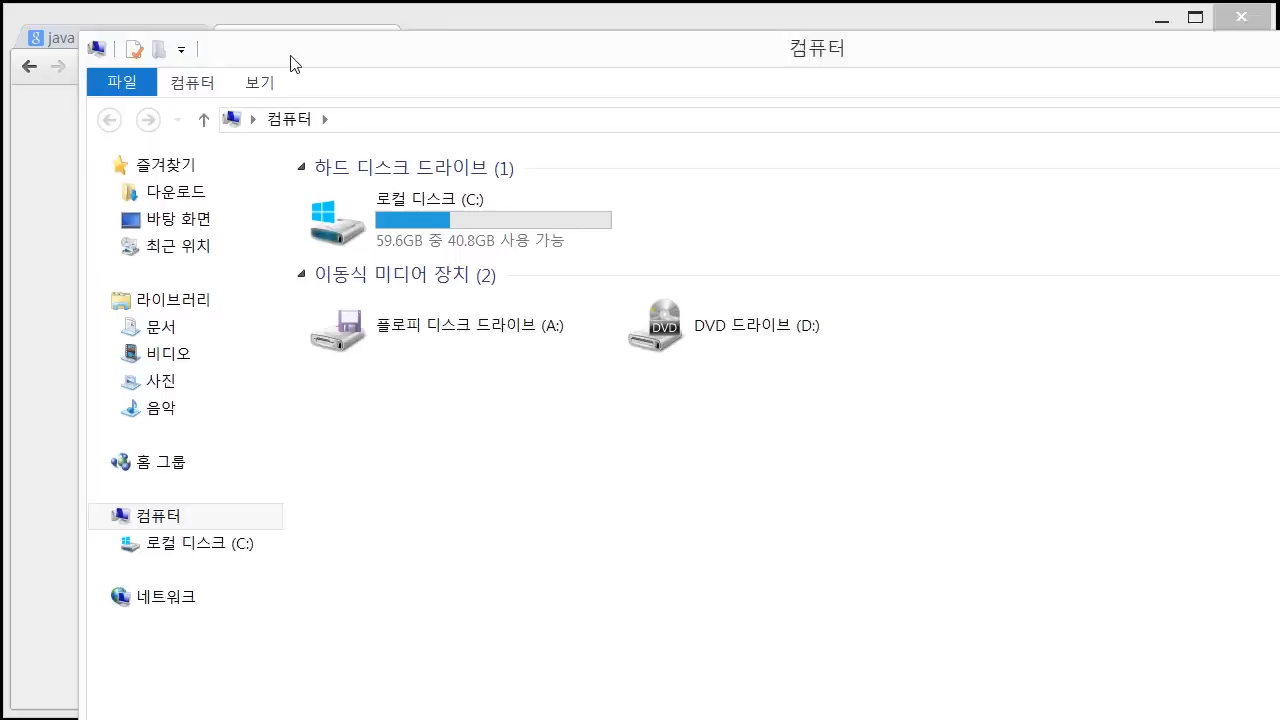 java
컴퓨터
파일
컴퓨터
보기
컴퓨터
즐겨찾기
다운로드
바탕 화면
최근 위치
라이브러리
문서
비디오
사진
음악
홈 그룹
컴퓨터
로컬 디스크 (C:)
네트워크
하드 디스크 드라이브 (1)
로컬 디스크 (C:)
59.6GB 중 40.8GB 사용 가능
이동식 미디어 장치 (2)
플로피 디스크 드라이브 (A:)
DVD
DVD 드라이브 (D:)